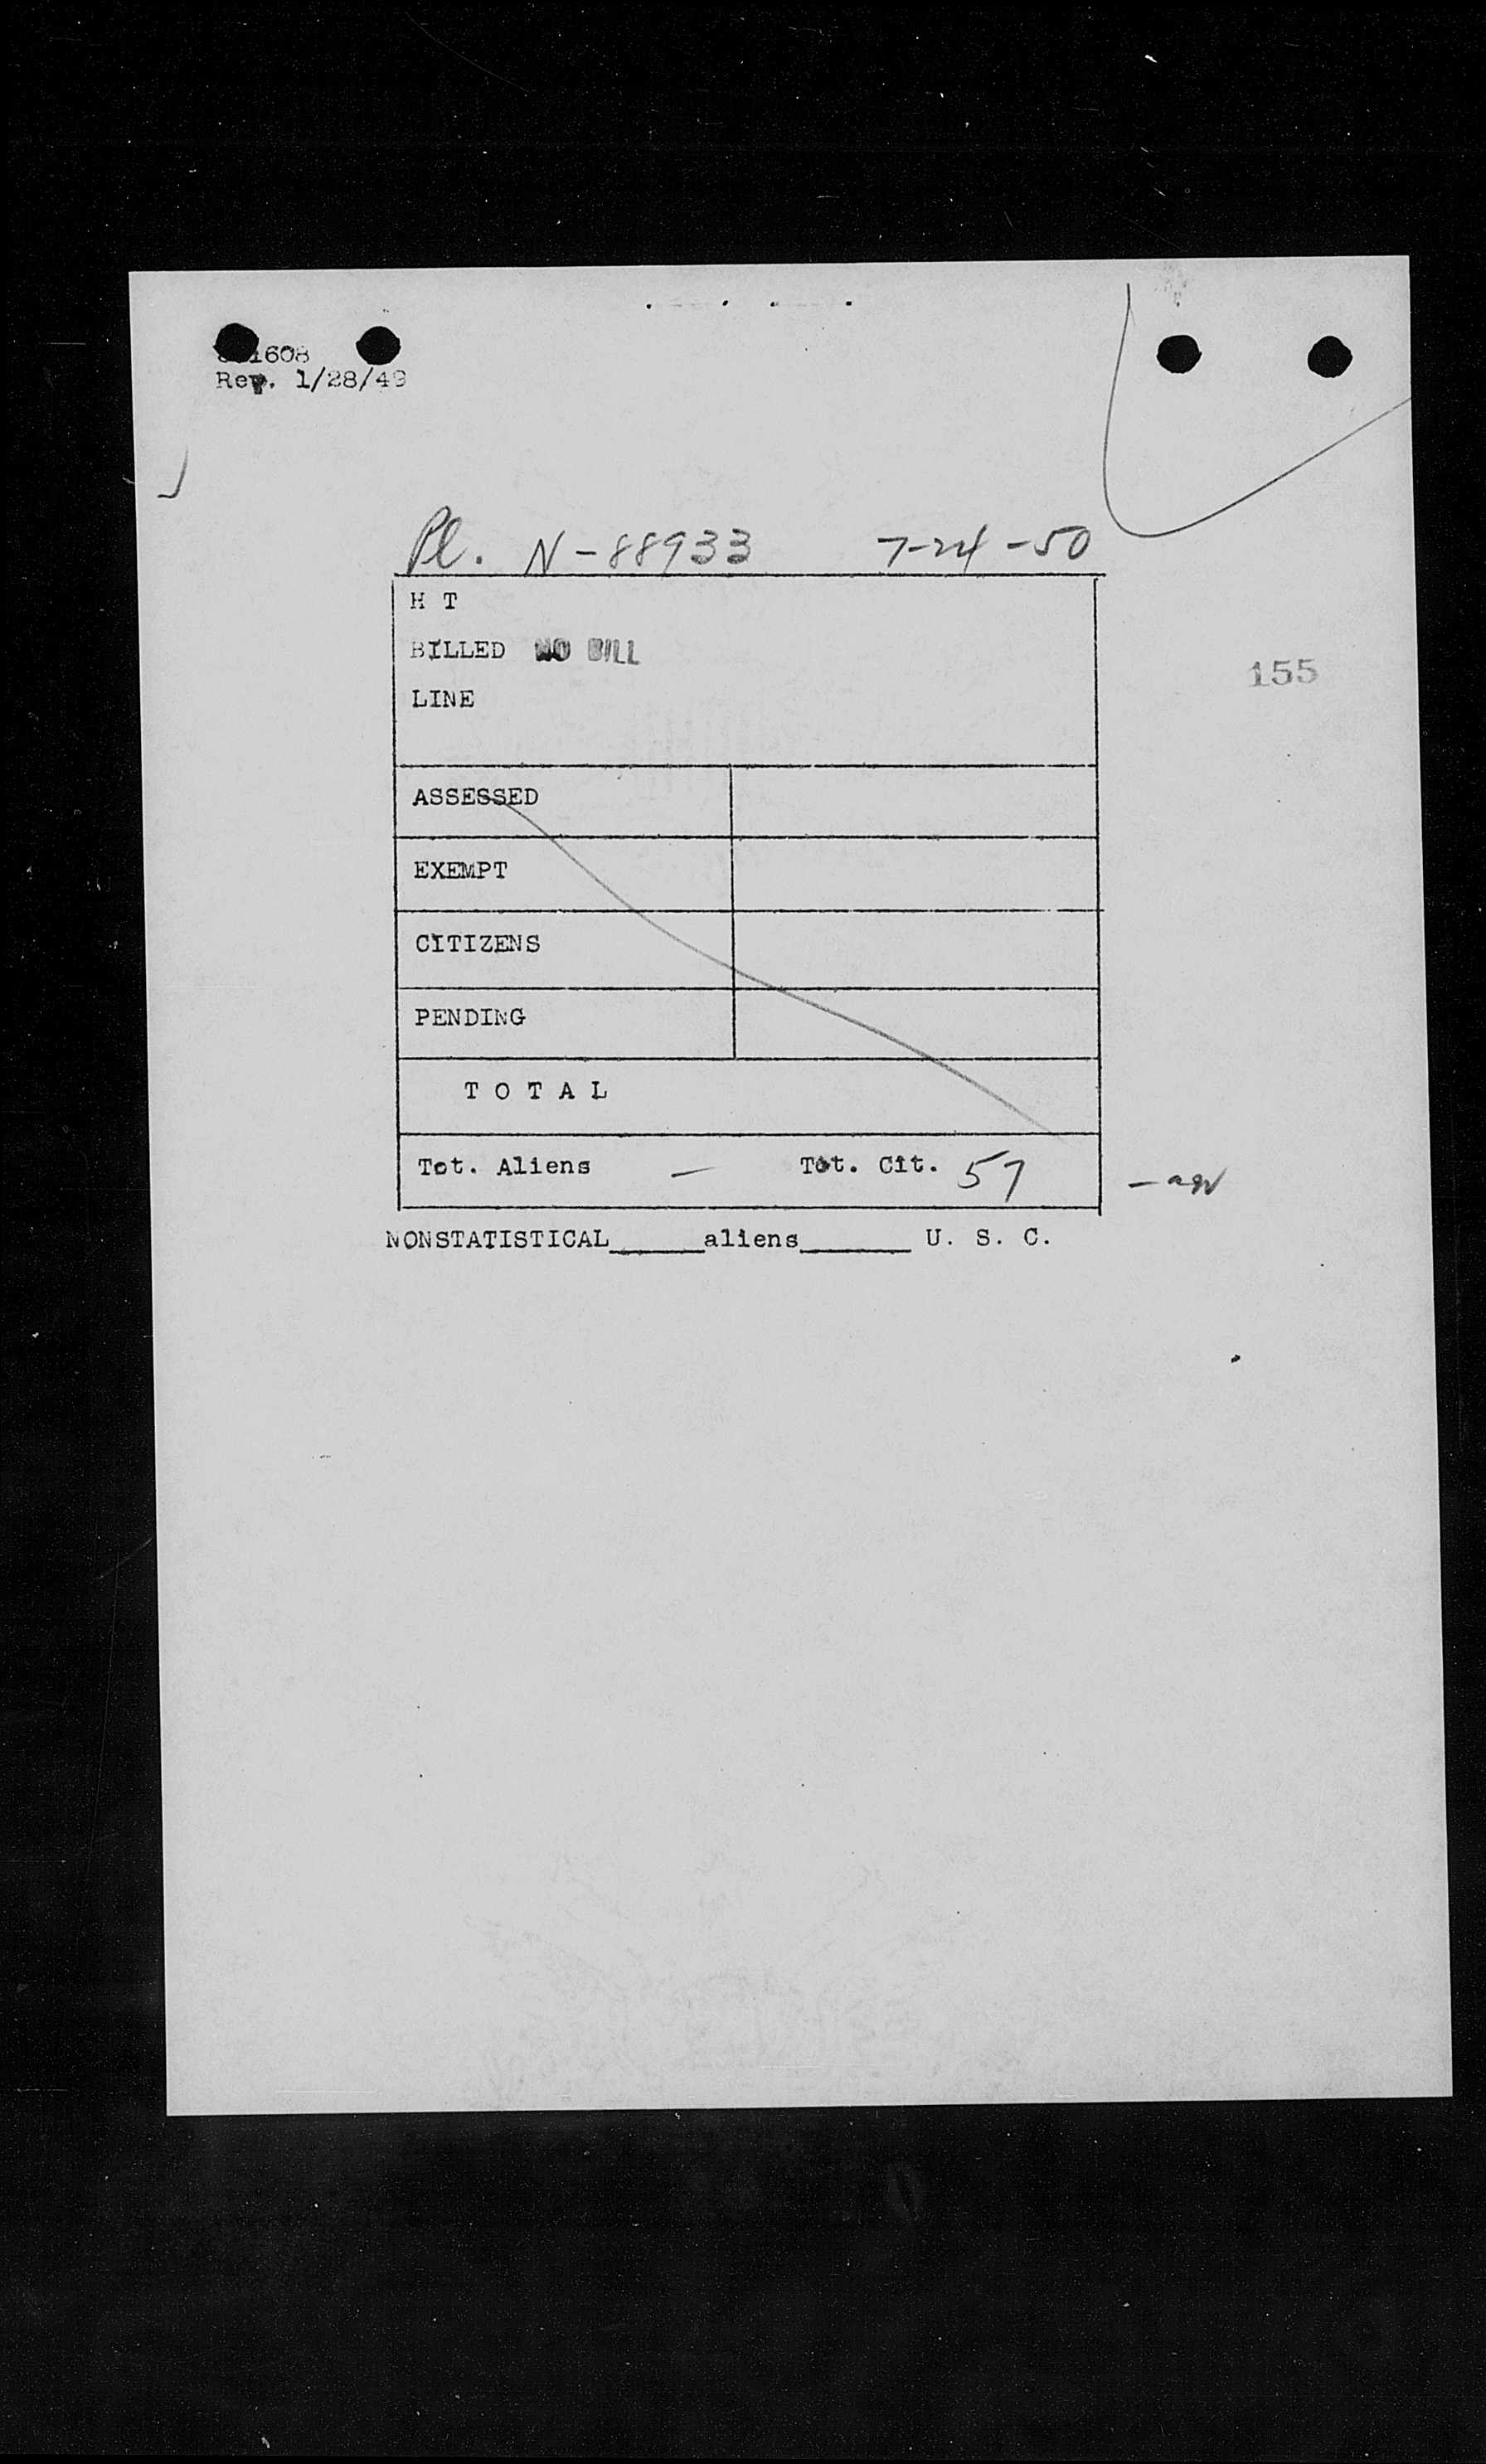 1608
Rep. 1/28/49
Pl. N-88933 7-24-50
H T
BILLED NO BILL
LINE
155
ASSESSED
EXEMPT
CITIZENS
PENDING
T O T A L
Tot. Aliens — Tot. Cit. 57
NONSTATISTICAL______aliens_______ U. S. C.